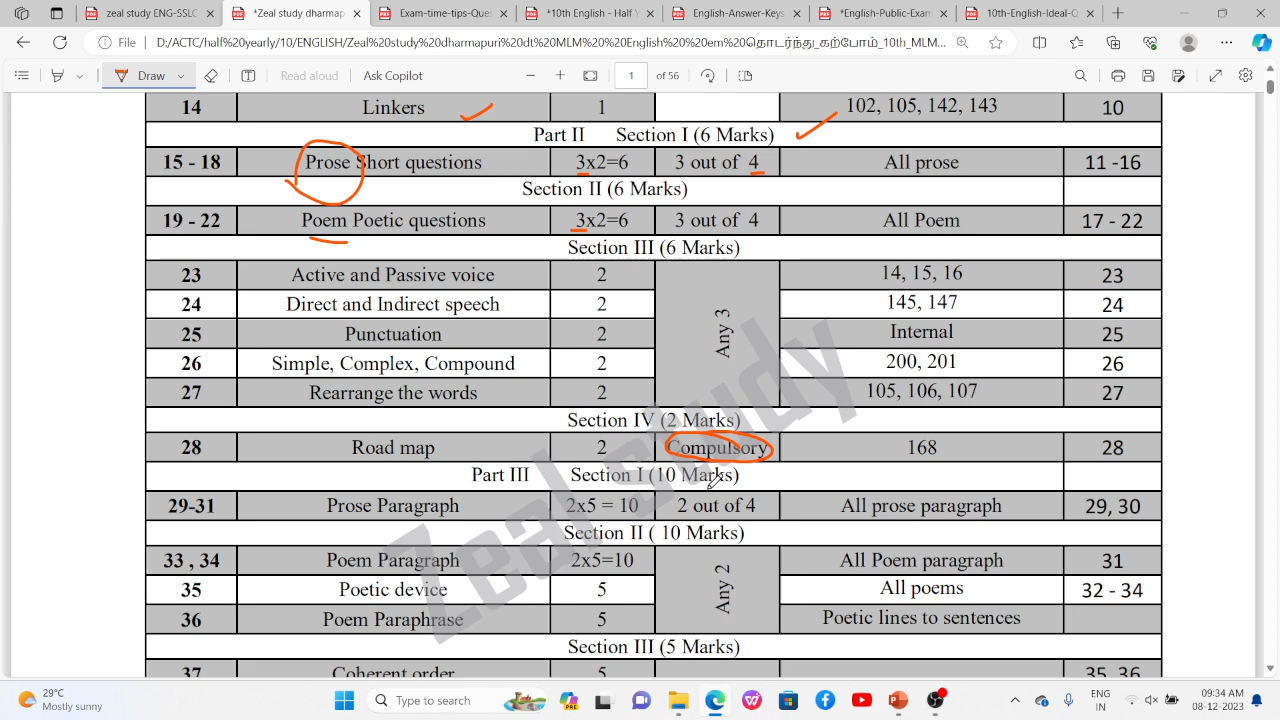 zeal study ENG-SSLC
*Zeal study dharmap
Exam-time-tips-Que
*10th English - Half Y
English-Answer-Keys
*English-Public-Exam
10th-English-Ideal-Q
File D:/ACTC/half%20yearly/10/ENGLISH/Zeal%20study%20dharmapuri%20dt%20MLM%20English%20%20em%20தொடர்ந்து_கற்போம்_10th_MLM
Draw Read aloud Ask Copilot 1 of 56
14 Linkers 1 102, 105, 142, 143 10
Part II Section I (6 Marks)
15 - 18 Prose Short questions 3x2=6 3 out of 4 All prose 11 -16
Section II (6 Marks)
19 - 22 Poem Poetic questions 3x2=6 3 out of 4 All Poem 17 - 22
Section III (6 Marks)
23 Active and Passive voice 2 14, 15, 16 23
24 Direct and Indirect speech 2 145, 147 24
25 Punctuation 2 Any 3 Internal 25
26 Simple, Complex, Compound 2 200, 201 26
27 Rearrange the words 2 105, 106, 107 27
Section IV (2 Marks)
28 Road map 2 Compulsory 168 28
Part III Section I (10 Marks)
29-31 Prose Paragraph 2x5 = 10 2 out of 4 All prose paragraph 29, 30
Section II ( 10 Marks)
33 , 34 Poem Paragraph 2x5=10 All Poem paragraph 31
35 Poetic device 5 Any 2 All poems 32 - 34
36 Poem Paraphrase 5 Poetic lines to sentences
Section III (5 Marks)
37 Coherent order 5 35, 36
Zeal study
29°C
Mostly sunny
Type to search
ENG
IN
09:34 AM
08-12-2023